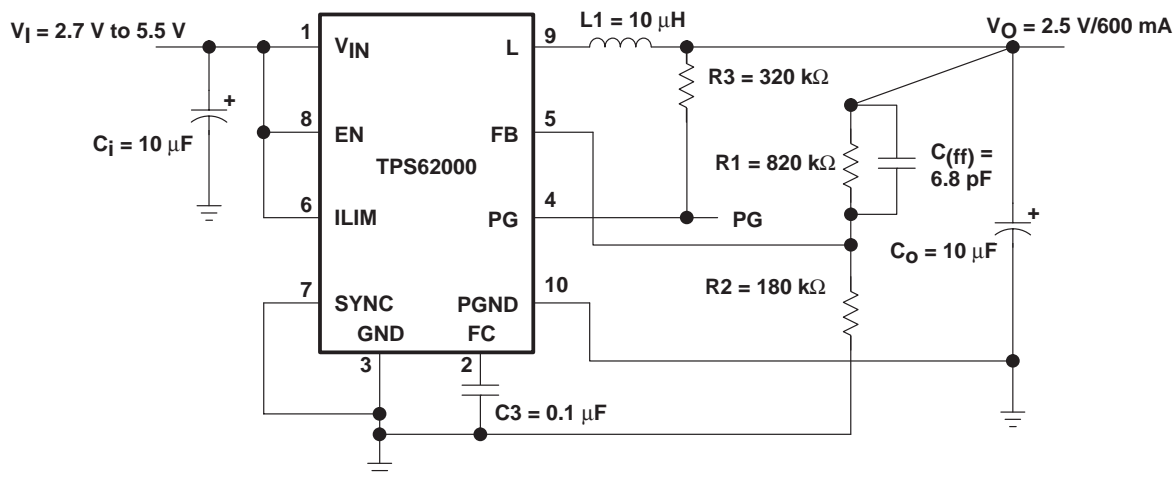 V_I = 2.7 V to 5.5 V
1
V_IN
L
9
L1 = 10 μH
V_O = 2.5 V/600 mA
R3 = 320 kΩ
+
C_i = 10 μF
8
EN
FB
5
TPS62000
R1 = 820 kΩ
C_(ff) =
6.8 pF
6
ILIM
PG
4
PG
+
C_o = 10 μF
7
SYNC
PGND
10
R2 = 180 kΩ
GND
FC
3
2
C3 = 0.1 μF